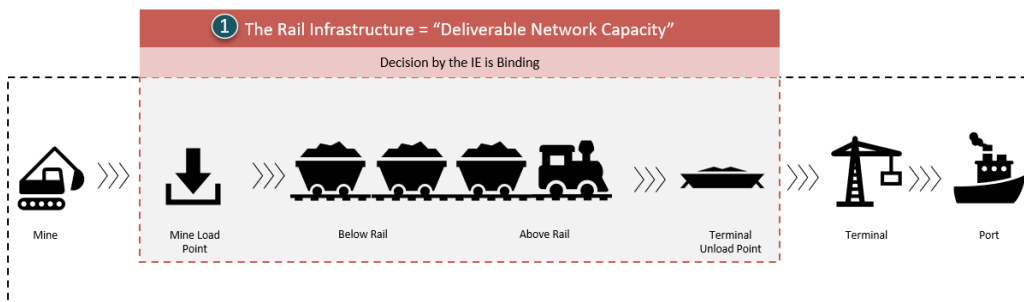 1 The Rail Infrastructure = “Deliverable Network Capacity”
Decision by the IE is Binding
Mine
Mine Load
Point
Below Rail
Above Rail
Terminal
Unload Point
Terminal
Port